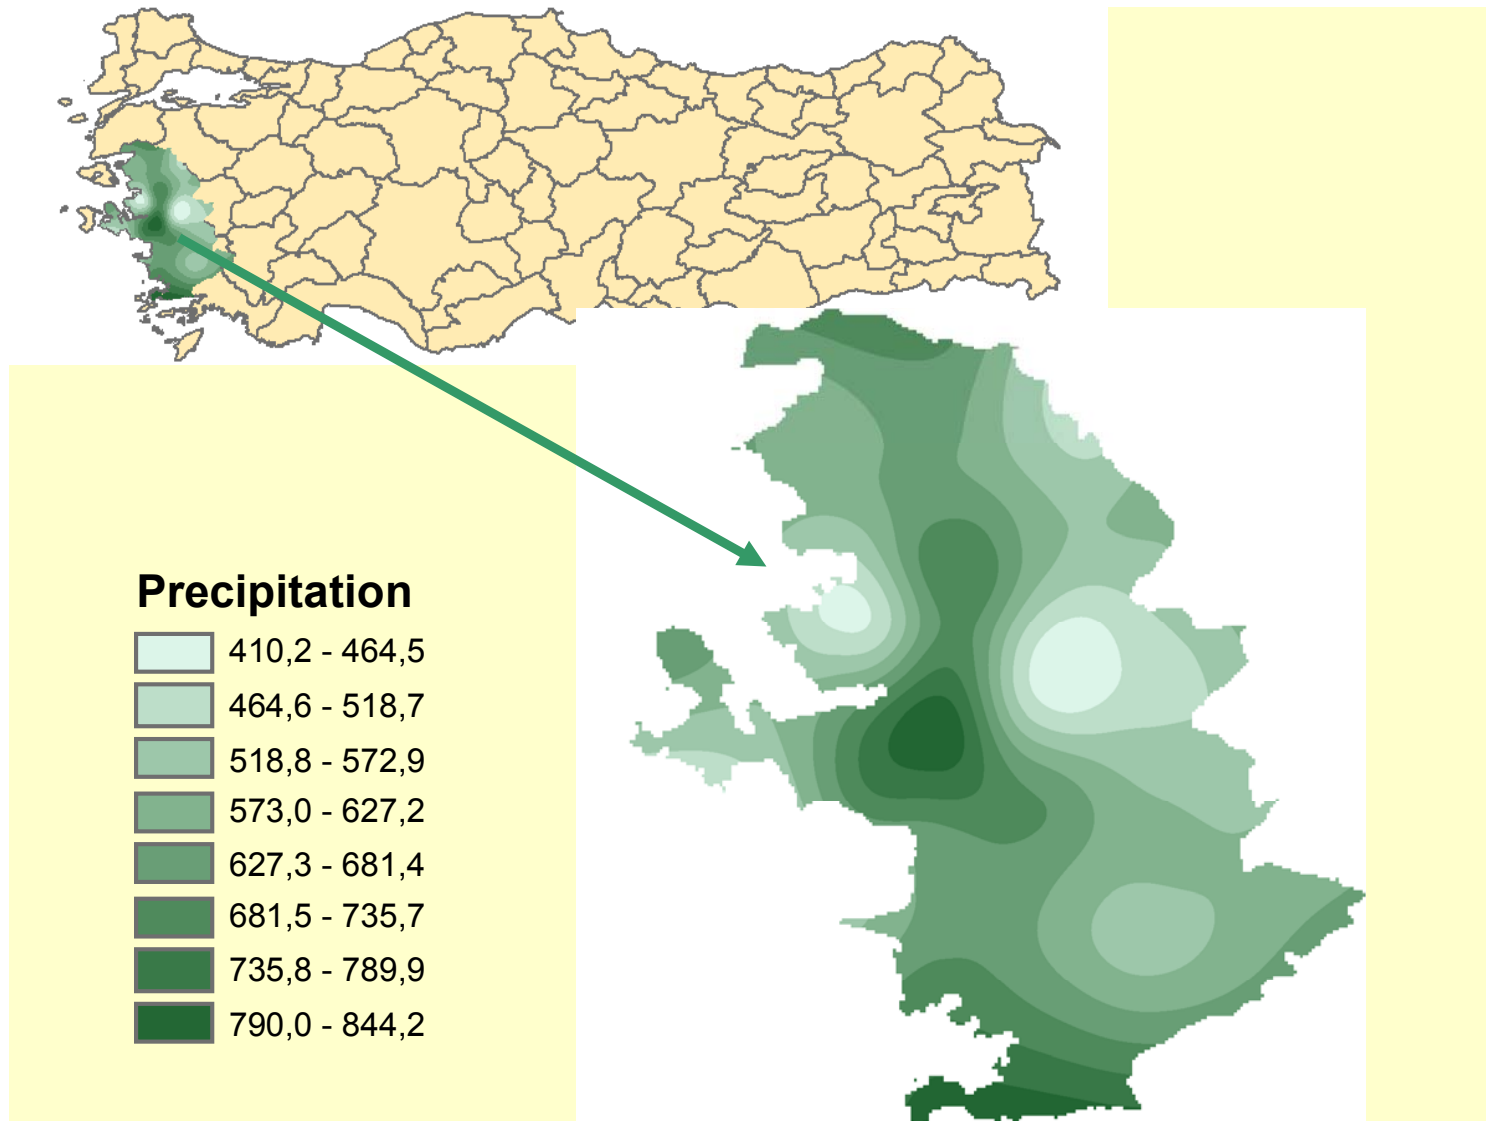 Precipitation
410,2 - 464,5
464,6 - 518,7
518,8 - 572,9
573,0 - 627,2
627,3 - 681,4
681,5 - 735,7
735,8 - 789,9
790,0 - 844,2